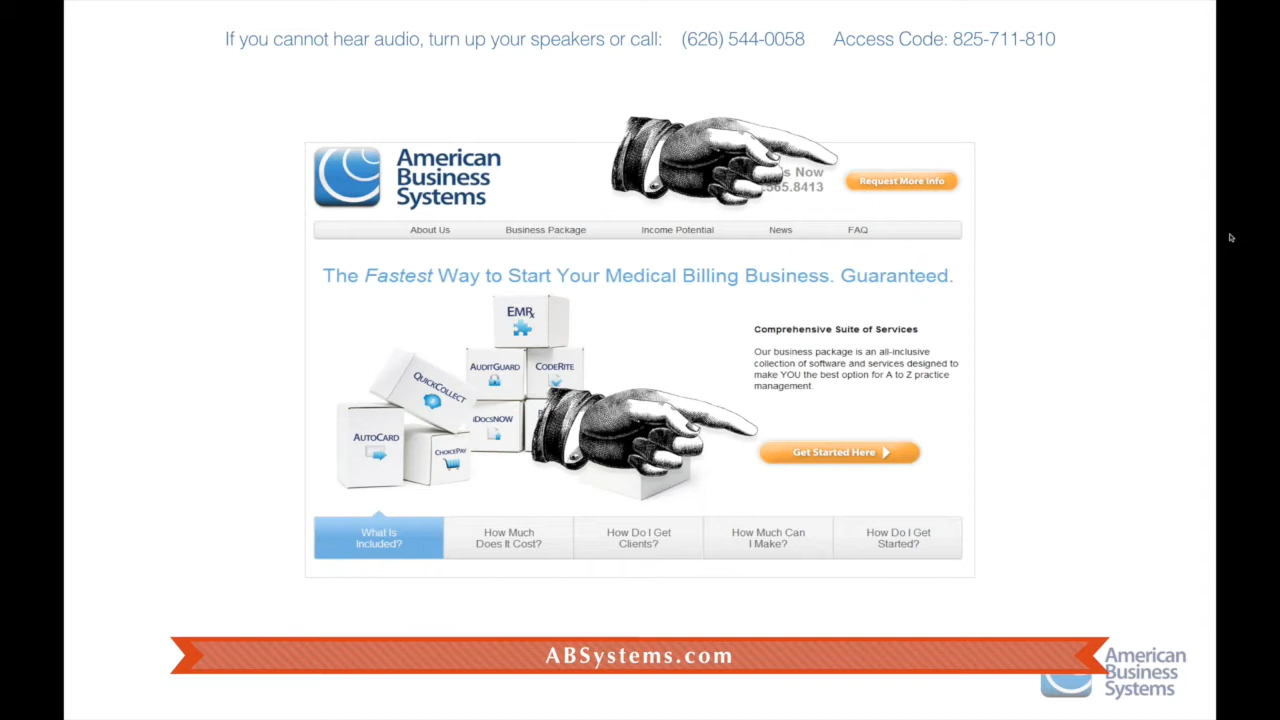 If you cannot hear audio, turn up your speakers or call: (626) 544-0058 Access Code: 825-711-810
American
Business
Systems
s Now
565.8413
Request More Info
About Us Business Package Income Potential News FAQ
The Fastest Way to Start Your Medical Billing Business. Guaranteed.
EMRx
AUDITGUARD CODERITE
QUICKCOLLECT
iDOCSNOW
AUTOCARD
CHOICEPAY
Comprehensive Suite of Services
Our business package is an all-inclusive
collection of software and services designed to
make YOU the best option for A to Z practice
management.
Get Started Here
What Is
Included?
How Much
Does It Cost?
How Do I Get
Clients?
How Much Can
I Make?
How Do I Get
Started?
ABSystems.com
American
Business
Systems